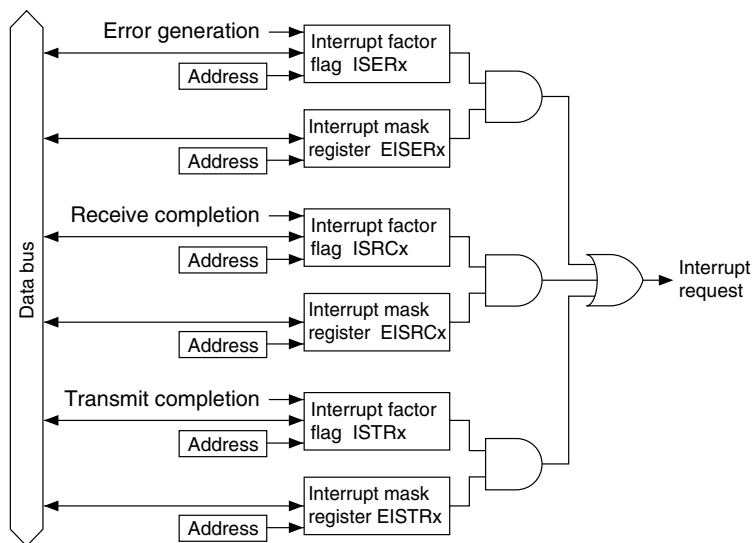 Error generation
Interrupt factor
flag ISERx
Address
Interrupt mask
register EISERx
Address
Receive completion
Interrupt factor
flag ISRCx
Address
Interrupt mask
register EISRCx
Address
Transmit completion
Interrupt factor
flag ISTRx
Address
Interrupt mask
register EISTRx
Address
Data bus
Interrupt
request